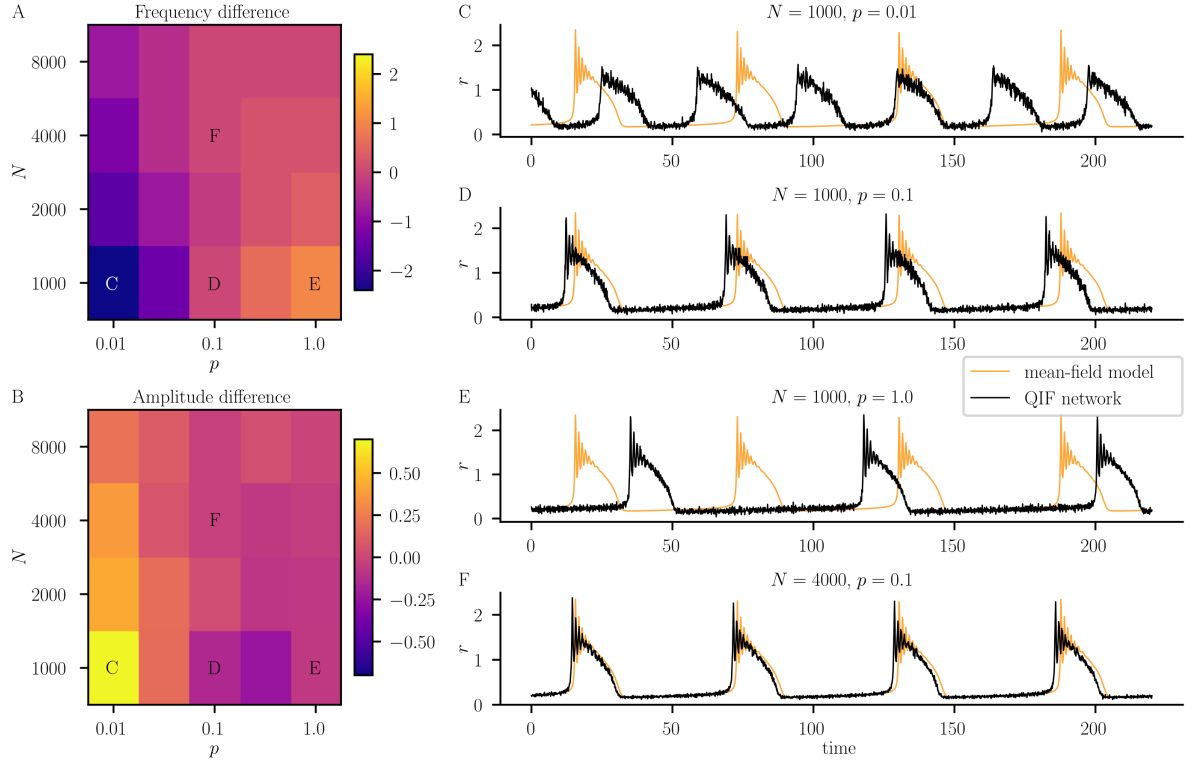 A
Frequency difference
8000
4000
2000
1000
N
F
C
D
E
0.01
0.1
1.0
p
2
1
0
−1
−2
B
Amplitude difference
8000
4000
2000
1000
N
F
C
D
E
0.01
0.1
1.0
p
0.50
0.25
0.00
−0.25
−0.50
C
N = 1000, p = 0.01
r
2
1
0
0 50 100 150 200
D
N = 1000, p = 0.1
r
2
1
0
0 50 100 150 200
mean-field model
QIF network
E
N = 1000, p = 1.0
r
2
1
0
0 50 100 150 200
F
N = 4000, p = 0.1
r
2
1
0
0 50 100 150 200
time